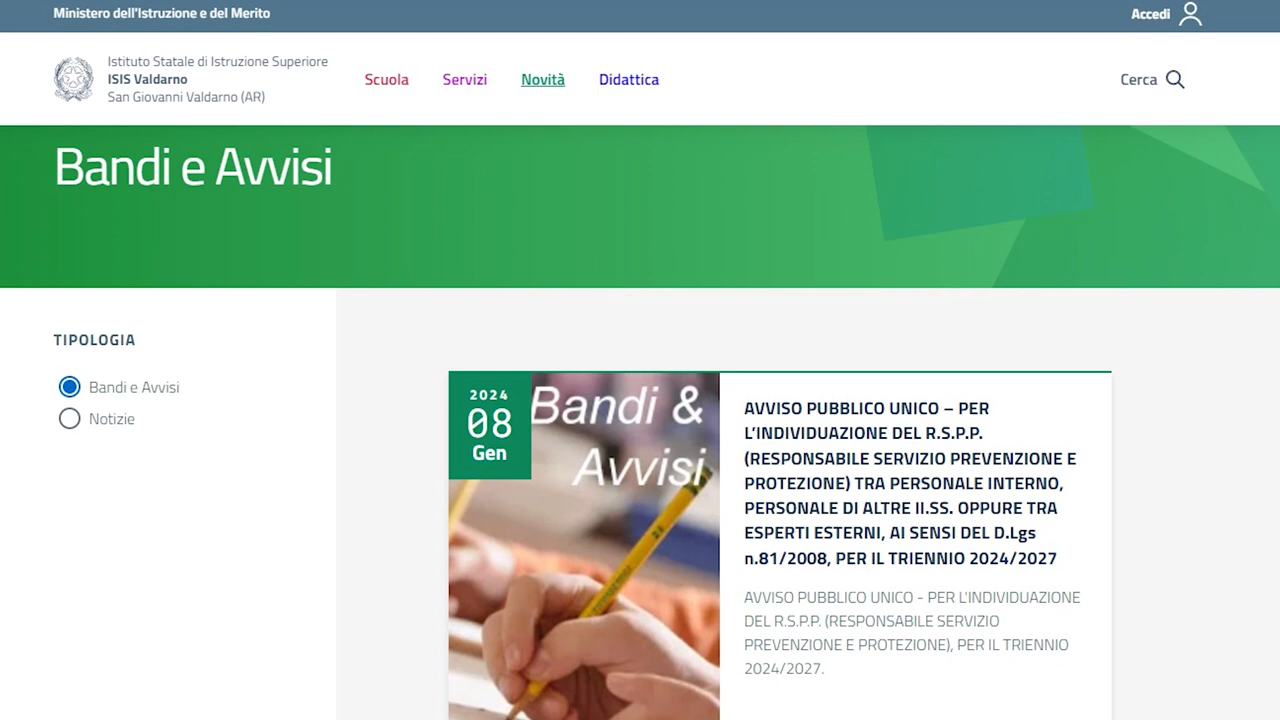 Ministero dell'Istruzione e del Merito
Accedi
Istituto Statale di Istruzione Superiore
ISIS Valdarno
San Giovanni Valdarno (AR)
Scuola
Servizi
Novità
Didattica
Cerca
Bandi e Avvisi
TIPOLOGIA
Bandi e Avvisi
Notizie
2024
08
Gen
Bandi &
Avvisi
AVVISO PUBBLICO UNICO – PER
L'INDIVIDUAZIONE DEL R.S.P.P.
(RESPONSABILE SERVIZIO PREVENZIONE E
PROTEZIONE) TRA PERSONALE INTERNO,
PERSONALE DI ALTRE II.SS. OPPURE TRA
ESPERTI ESTERNI, AI SENSI DEL D.Lgs
n.81/2008, PER IL TRIENNIO 2024/2027
AVVISO PUBBLICO UNICO - PER L'INDIVIDUAZIONE
DEL R.S.P.P. (RESPONSABILE SERVIZIO
PREVENZIONE E PROTEZIONE), PER IL TRIENNIO
2024/2027.